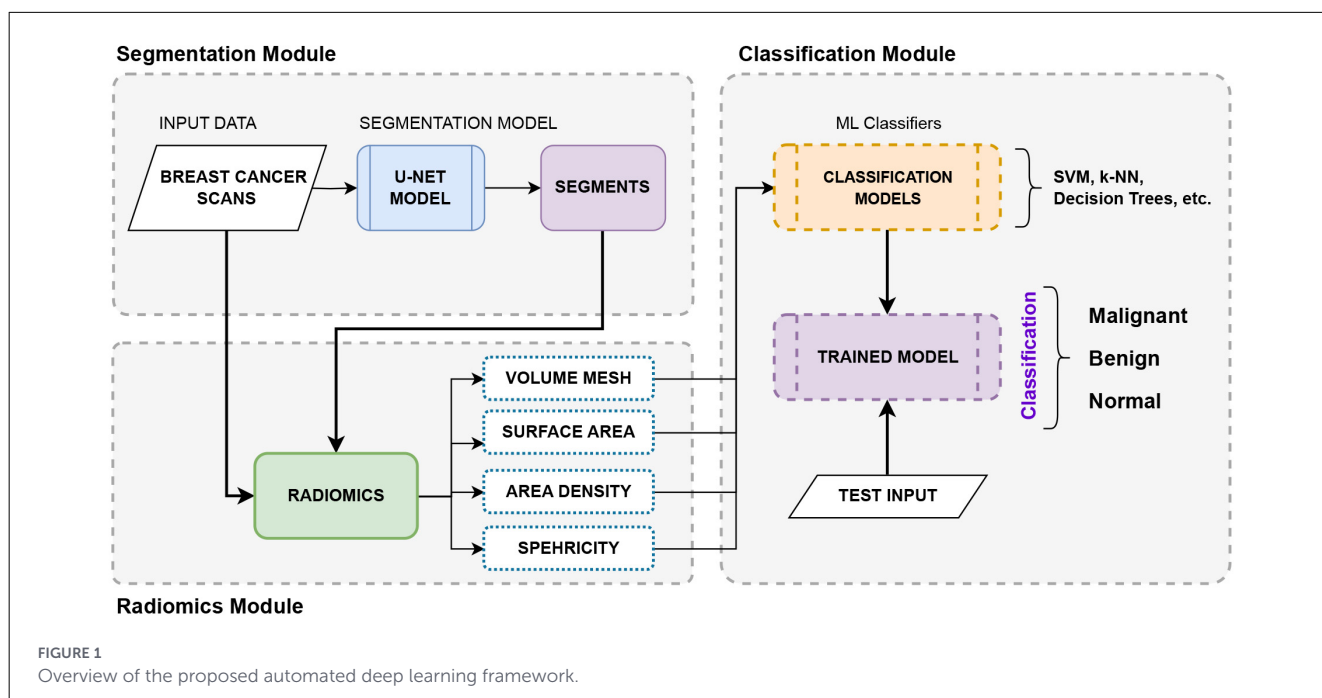 Segmentation Module
Classification Module
INPUT DATA
SEGMENTATION MODEL
BREAST CANCER
SCANS
U-NET
MODEL
SEGMENTS
ML Classifiers
CLASSIFICATION
MODELS
SVM, k-NN,
Decision Trees, etc.
TRAINED MODEL
Classification
Malignant
Benign
Normal
TEST INPUT
RADIOMICS
VOLUME MESH
SURFACE AREA
AREA DENSITY
SPEHRICITY
Radiomics Module
FIGURE 1
Overview of the proposed automated deep learning framework.